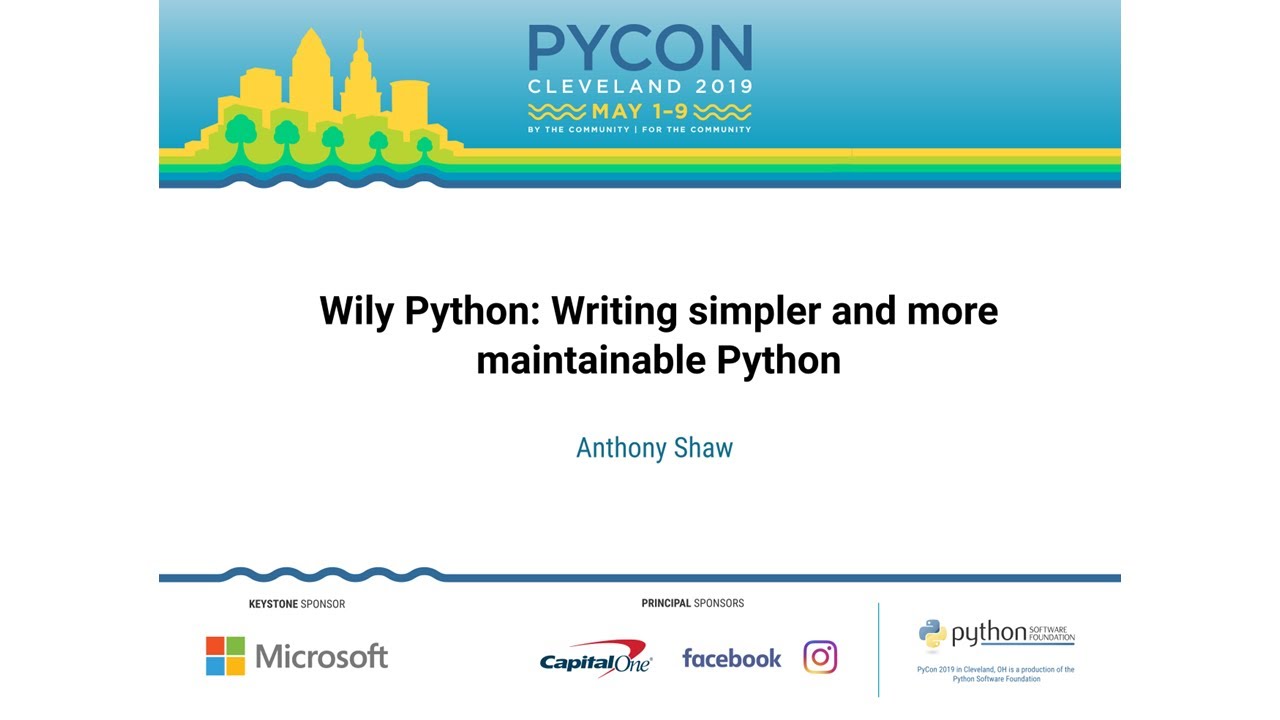 PYCON
CLEVELAND 2019
MAY 1–9
BY THE COMMUNITY | FOR THE COMMUNITY
Wily Python: Writing simpler and more
maintainable Python
Anthony Shaw
KEYSTONE SPONSOR
PRINCIPAL SPONSORS
Microsoft
CapitalOne
facebook
python SOFTWARE FOUNDATION
PyCon 2019 in Cleveland, OH is a production of the
Python Software Foundation